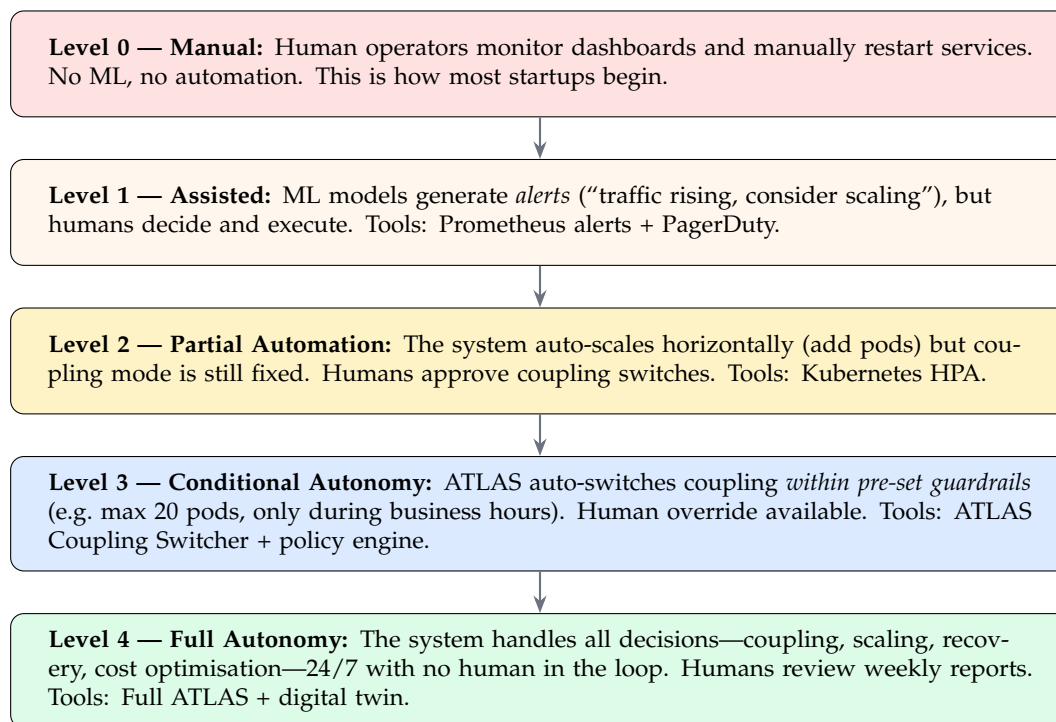 Level 0 — Manual: Human operators monitor dashboards and manually restart services.
No ML, no automation. This is how most startups begin.
Level 1 — Assisted: ML models generate alerts (“traffic rising, consider scaling”), but
humans decide and execute. Tools: Prometheus alerts + PagerDuty.
Level 2 — Partial Automation: The system auto-scales horizontally (add pods) but cou-
pling mode is still fixed. Humans approve coupling switches. Tools: Kubernetes HPA.
Level 3 — Conditional Autonomy: ATLAS auto-switches coupling within pre-set guardrails
(e.g. max 20 pods, only during business hours). Human override available. Tools: ATLAS
Coupling Switcher + policy engine.
Level 4 — Full Autonomy: The system handles all decisions—coupling, scaling, recov-
ery, cost optimisation—24/7 with no human in the loop. Humans review weekly reports.
Tools: Full ATLAS + digital twin.